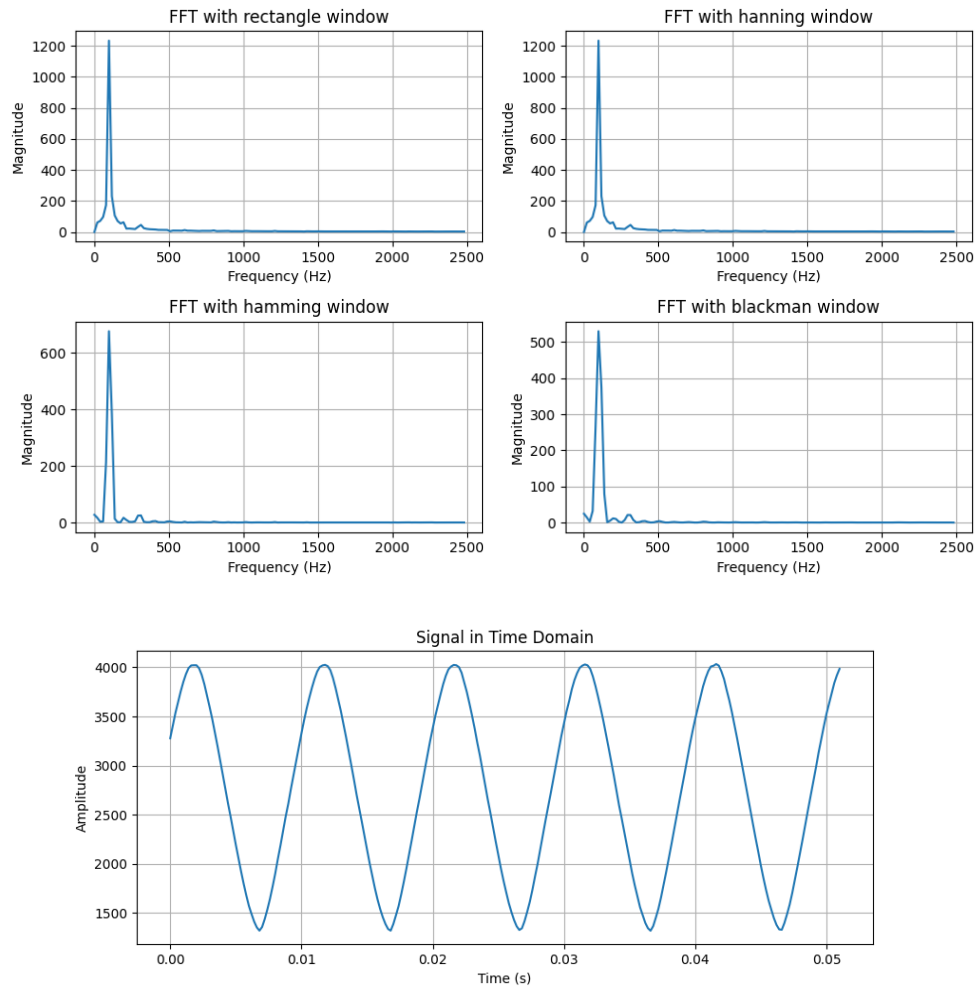 FFT with rectangle window
FFT with hanning window
1200
1000
800
600
400
200
0
Magnitude
0 500 1000 1500 2000 2500
Frequency (Hz)
1200
1000
800
600
400
200
0
Magnitude
0 500 1000 1500 2000 2500
Frequency (Hz)
FFT with hamming window
FFT with blackman window
600
400
200
0
Magnitude
0 500 1000 1500 2000 2500
Frequency (Hz)
500
400
300
200
100
0
Magnitude
0 500 1000 1500 2000 2500
Frequency (Hz)
Signal in Time Domain
4000
3500
3000
2500
2000
1500
Amplitude
0.00 0.01 0.02 0.03 0.04 0.05
Time (s)